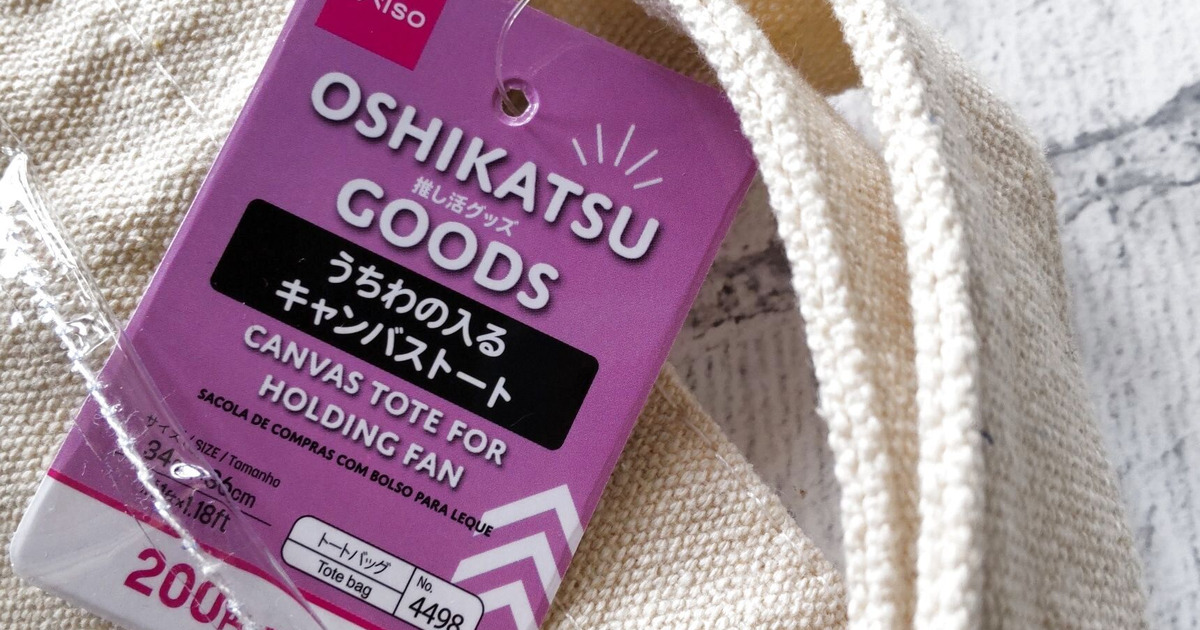 OSHIKATSU
推し活グッズ
GOODS
うちわの入る
キャンバストート
CANVAS TOTE FOR
HOLDING FAN
SACOLA DE COMPRAS COM BOLSO PARA LEQUE
サイズ / SIZE / Tamanho
トートバッグ
Tote bag
No.
4498
200